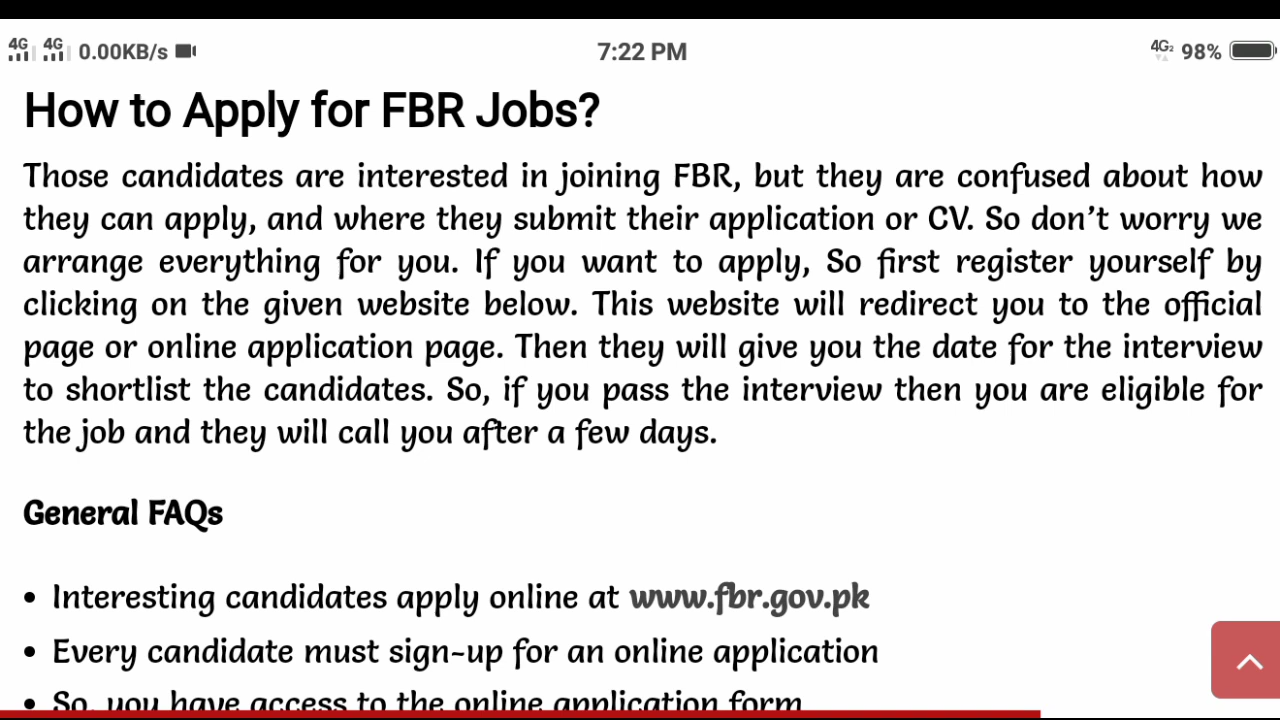 4G 4G 0.00KB/s 7:22 PM 4G2 98%
How to Apply for FBR Jobs?
Those candidates are interested in joining FBR, but they are confused about how
they can apply, and where they submit their application or CV. So don’t worry we
arrange everything for you. If you want to apply, So first register yourself by
clicking on the given website below. This website will redirect you to the official
page or online application page. Then they will give you the date for the interview
to shortlist the candidates. So, if you pass the interview then you are eligible for
the job and they will call you after a few days.
General FAQs
• Interesting candidates apply online at www.fbr.gov.pk
• Every candidate must sign-up for an online application
• So, you have access to the online application form